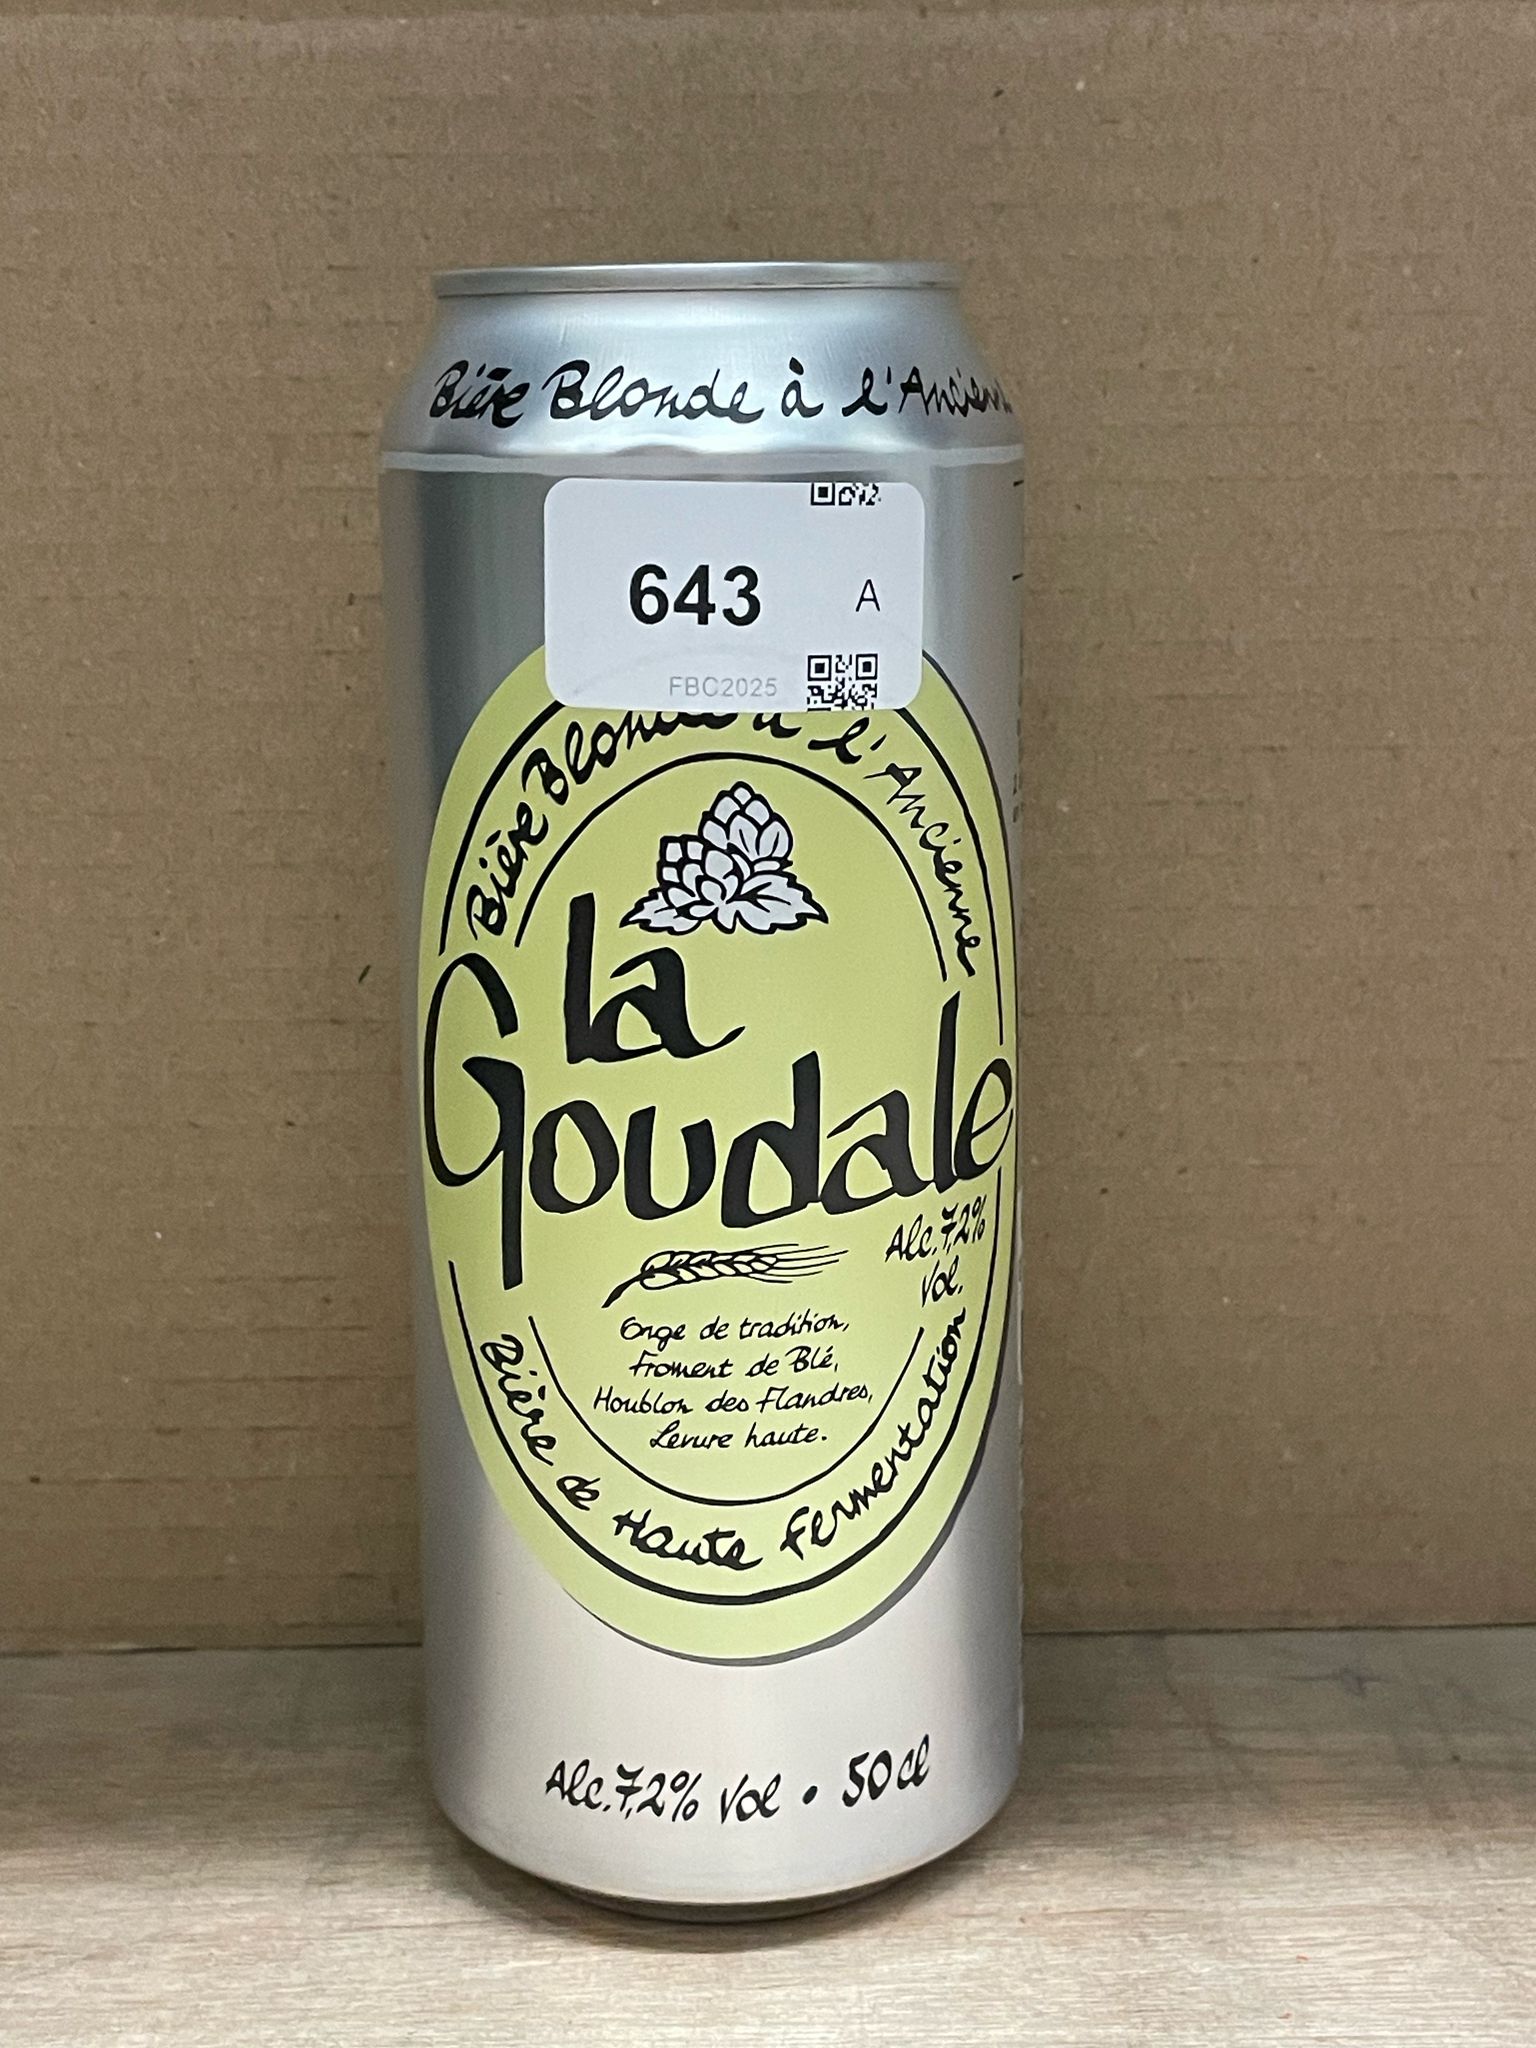 Bière Blonde à l'Ancienne
643 A
FBC2025
Bière Blonde à l'Ancienne
la
Goudale
Alc. 7,2%
Vol.
Orge de tradition,
Froment de Blé,
Houblon des Flandres,
Levure haute.
Bière de Haute Fermentation
Alc. 7,2% Vol • 50 cl